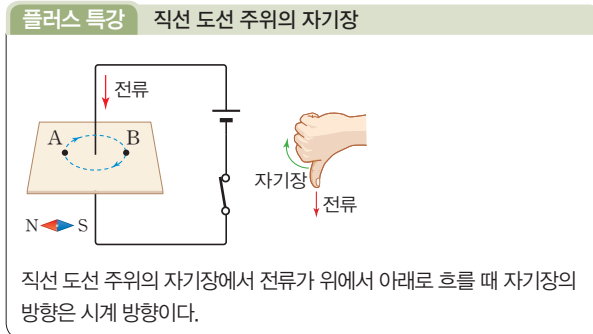 플러스 특강 직선 도선 주위의 자기장
전류
A B
자기장
전류
N S
직선 도선 주위의 자기장에서 전류가 위에서 아래로 흐를 때 자기장의
방향은 시계 방향이다.